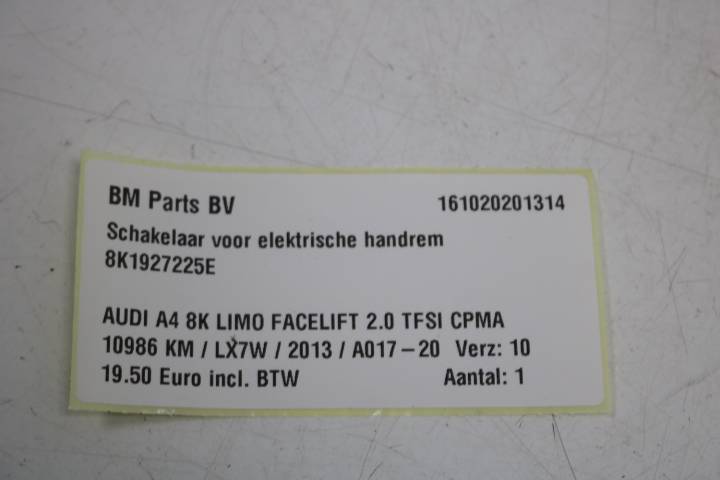 BM Parts BV 161020201314
Schakelaar voor elektrische handrem
8K1927225E
AUDI A4 8K LIMO FACELIFT 2.0 TFSI CPMA
10986 KM / LX7W / 2013 / A017-20 Verz: 10
19.50 Euro incl. BTW Aantal: 1